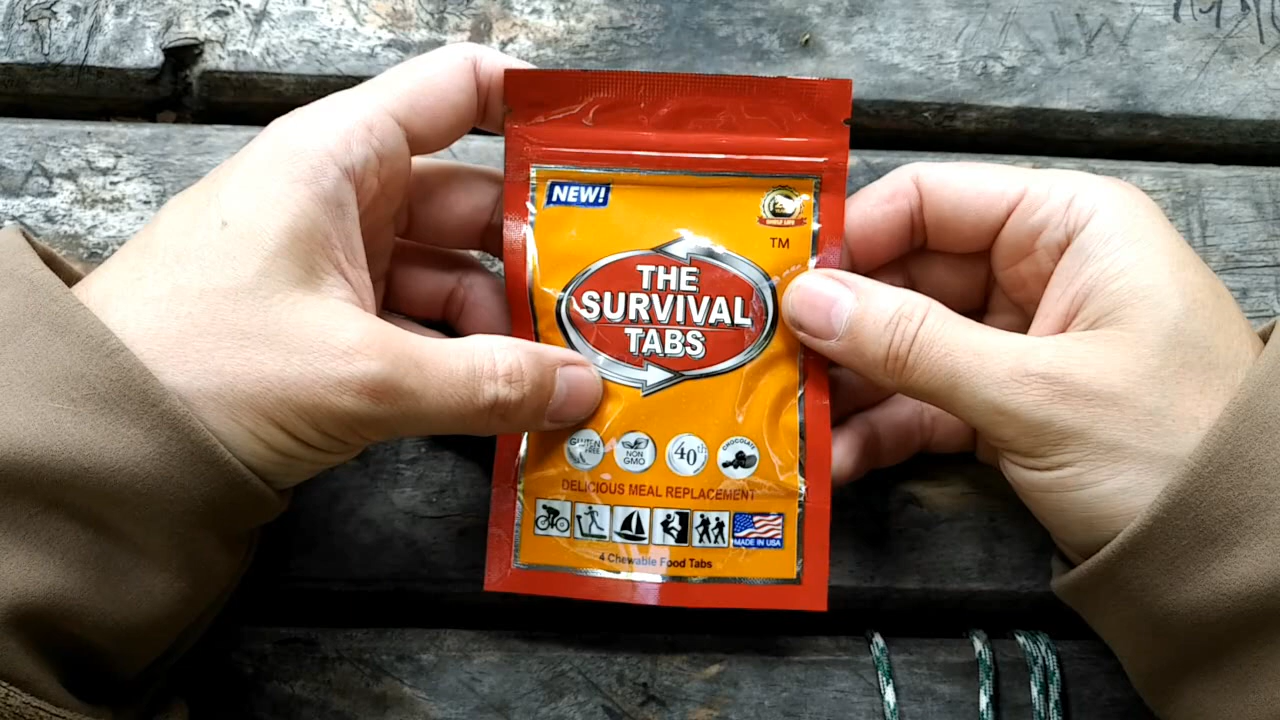 NEW!
TM
THE
SURVIVAL
TABS
GLUTEN
FREE
NON
GMO
40th
CHOCOLATE
DELICIOUS MEAL REPLACEMENT
MADE IN USA
4 Chewable Food Tabs